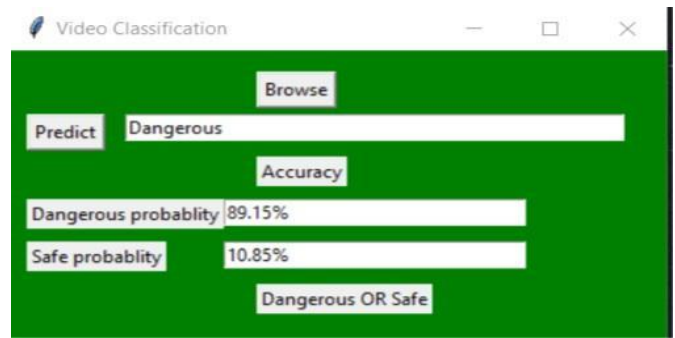 Video Classification
Browse
Predict Dangerous
Accuracy
Dangerous probablity 89.15%
Safe probablity 10.85%
Dangerous OR Safe